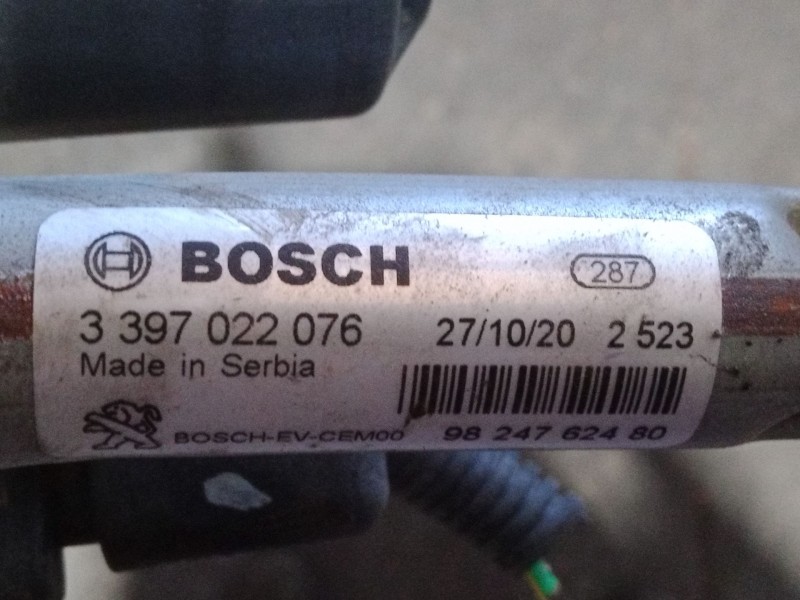 BOSCH 287
3 397 022 076 27/10/20 2 523
Made in Serbia
BOSCH-EV-CEM00 98 247 624 80